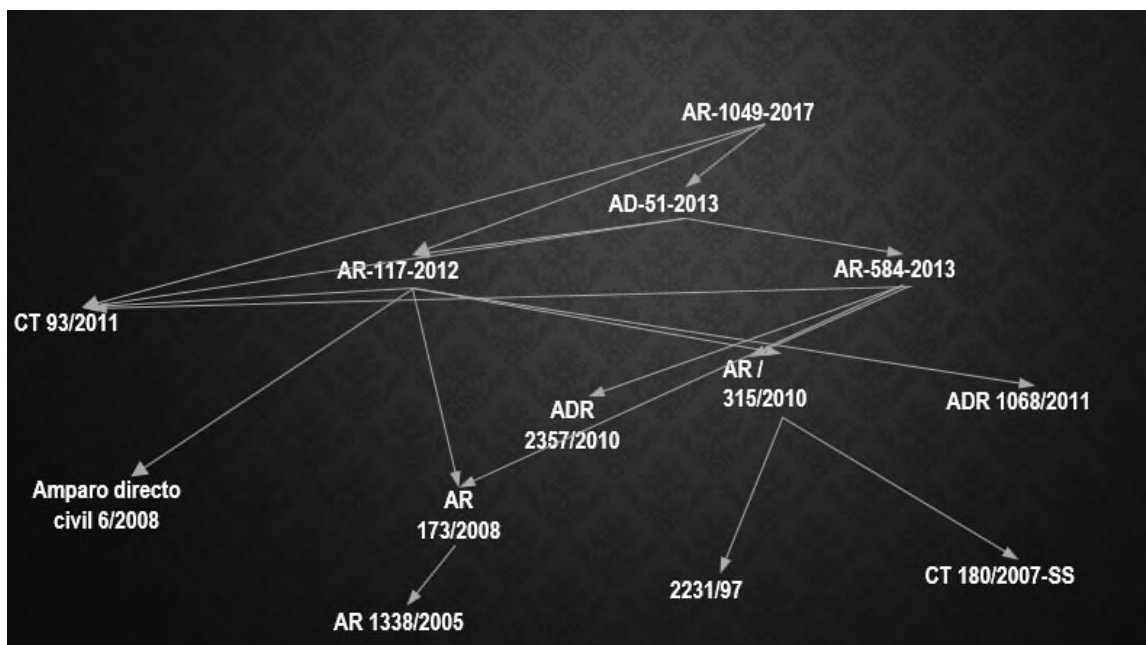 AR-1049-2017
AD-51-2013
AR-117-2012
AR-584-2013
CT 93/2011
AR /
315/2010
ADR 1068/2011
ADR
2357/2010
Amparo directo
civil 6/2008
AR
173/2008
2231/97
CT 180/2007-SS
AR 1338/2005